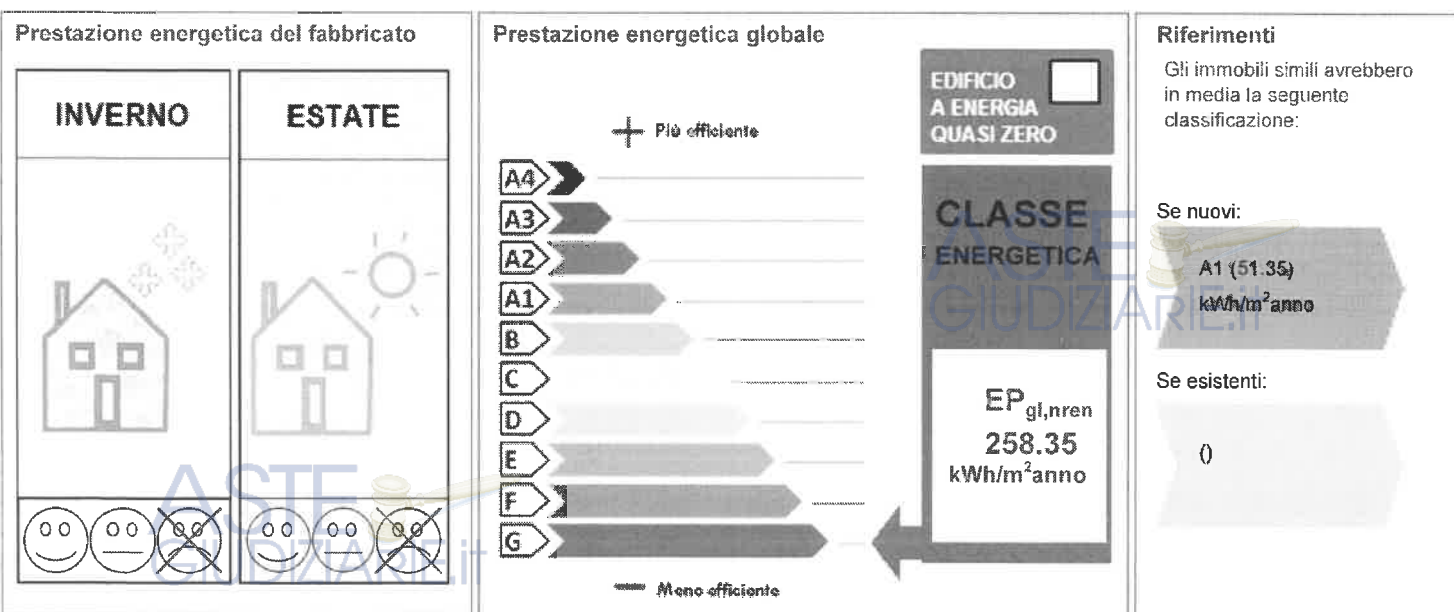 Prestazione energetica del fabbricato
INVERNO
ESTATE
Prestazione energetica globale
Più efficiente
A4
A3
A2
A1
B
C
D
E
F
G
Meno efficiente
EDIFICIO
A ENERGIA
QUASI ZERO
CLASSE
ENERGETICA
EPgl,nren
258.35
kWh/m²anno
Riferimenti
Gli immobili simili avrebbero
in media la seguente
classificazione:
Se nuovi:
A1 (51.35)
kWh/m²anno
Se esistenti:
()
ASTE
GIUDIZIARIE.it
ASTE
GIUDIZIARIE.it